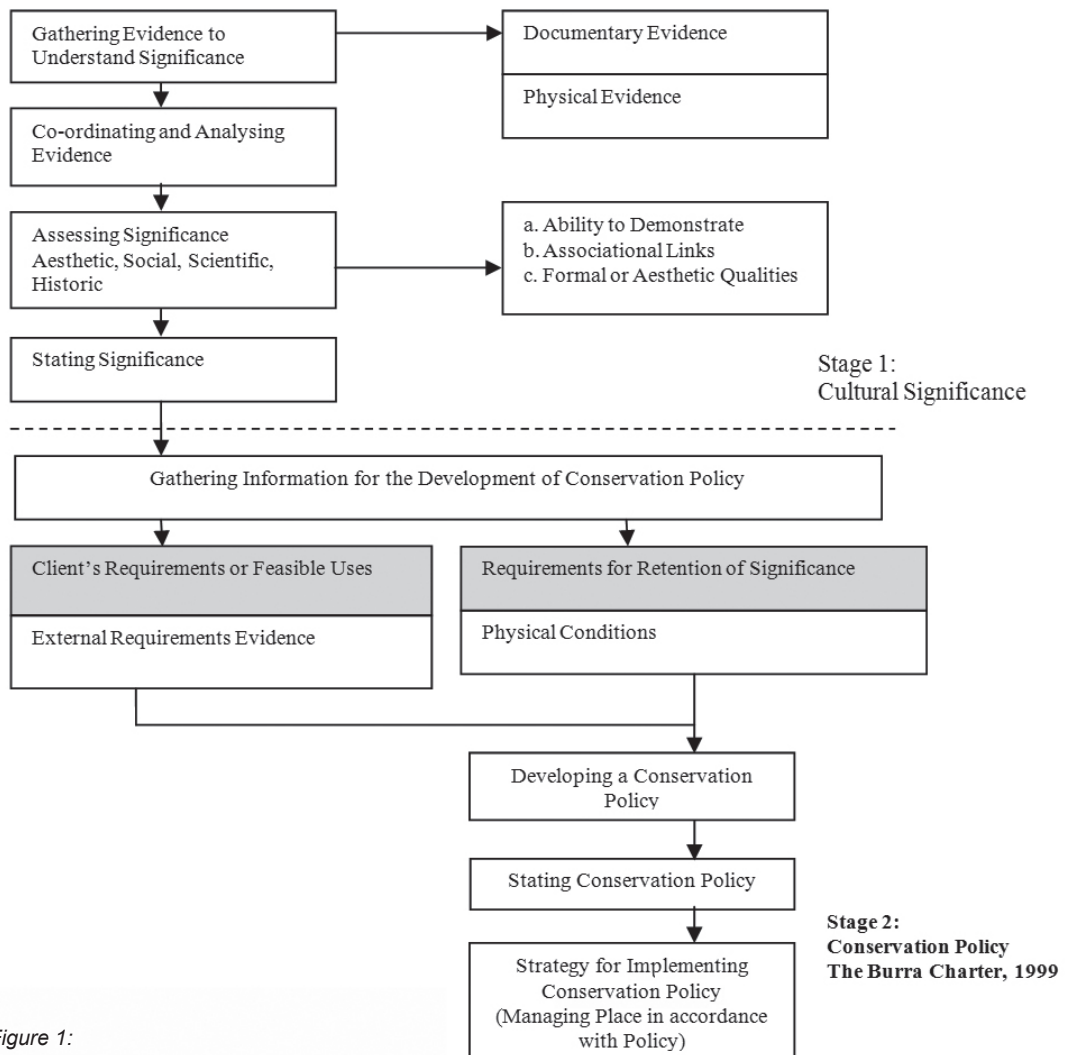 Gathering Evidence to
Understand Significance
Documentary Evidence
Physical Evidence
Co-ordinating and Analysing
Evidence
Assessing Significance
Aesthetic, Social, Scientific,
Historic
a. Ability to Demonstrate
b. Associational Links
c. Formal or Aesthetic Qualities
Stating Significance
Stage 1:
Cultural Significance
Gathering Information for the Development of Conservation Policy
Client's Requirements or Feasible Uses
External Requirements Evidence
Requirements for Retention of Significance
Physical Conditions
Developing a Conservation
Policy
Stating Conservation Policy
Stage 2:
Conservation Policy
The Burra Charter, 1999
Strategy for Implementing
Conservation Policy
(Managing Place in accordance
with Policy)
igure 1: